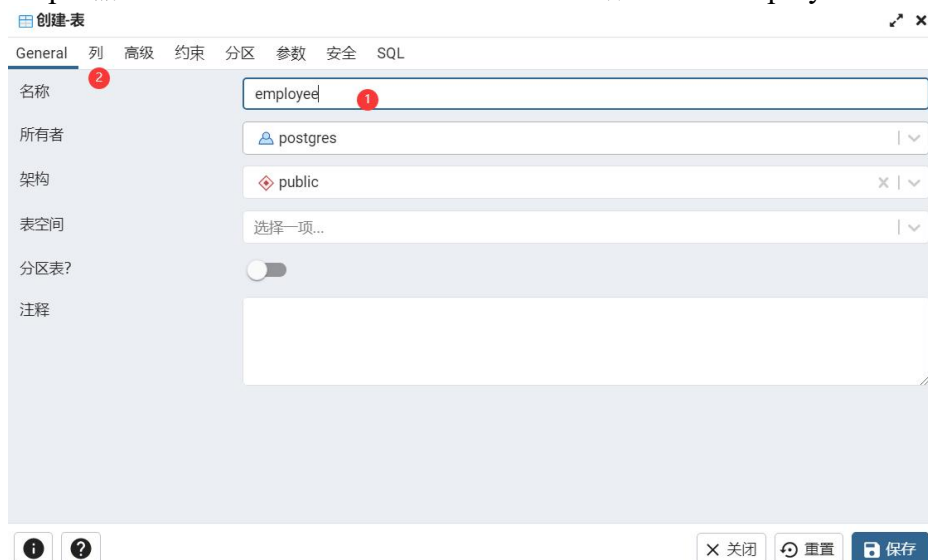 创建-表
General 列 高级 约束 分区 参数 安全 SQL
2
名称 employee 1
所有者 postgres
架构 public
表空间 选择一项...
分区表?
注释
关闭 重置 保存